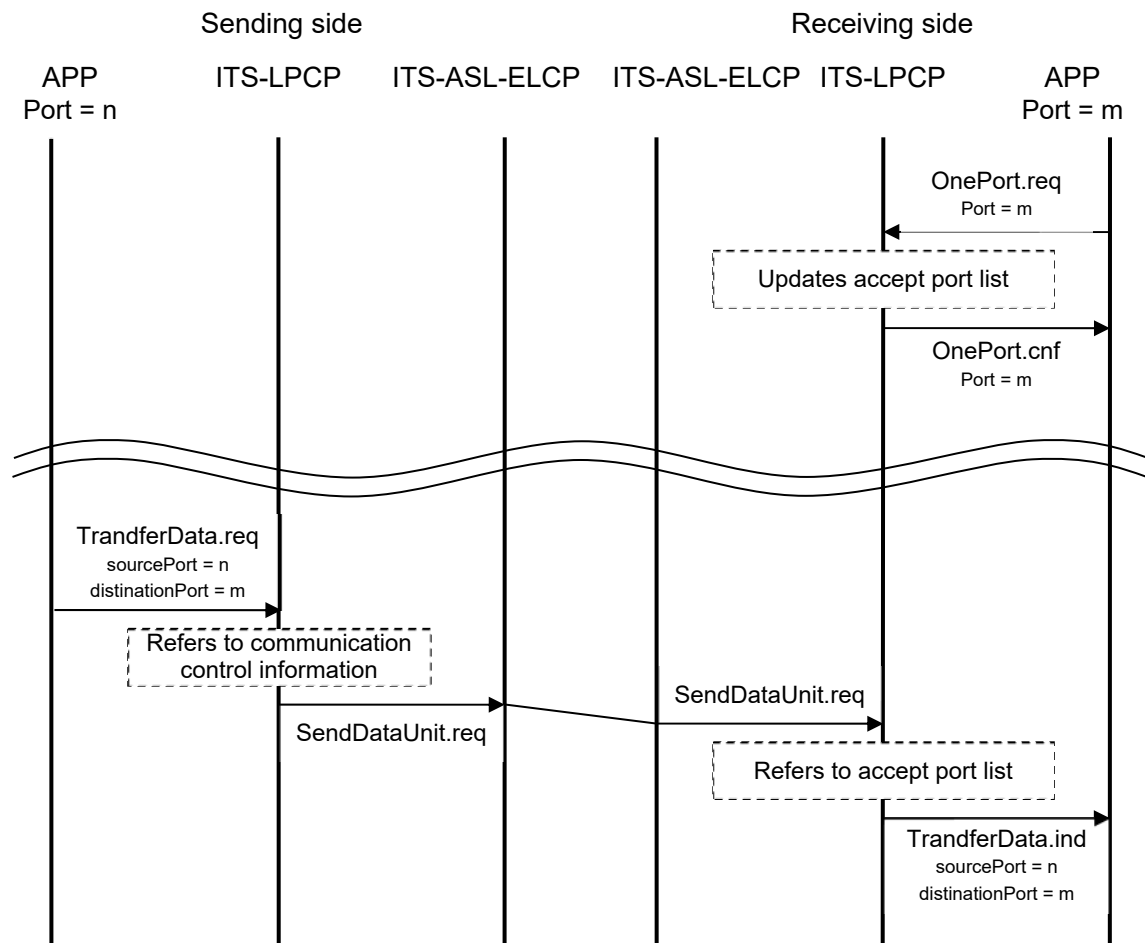 Sending side
Receiving side
APP
Port = n
ITS-LPCP
ITS-ASL-ELCP
ITS-ASL-ELCP
ITS-LPCP
APP
Port = m
OnePort.req
Port = m
Updates accept port list
OnePort.cnf
Port = m
TrandferData.req
sourcePort = n
distinationPort = m
Refers to communication
control information
SendDataUnit.req
SendDataUnit.req
Refers to accept port list
TrandferData.ind
sourcePort = n
distinationPort = m